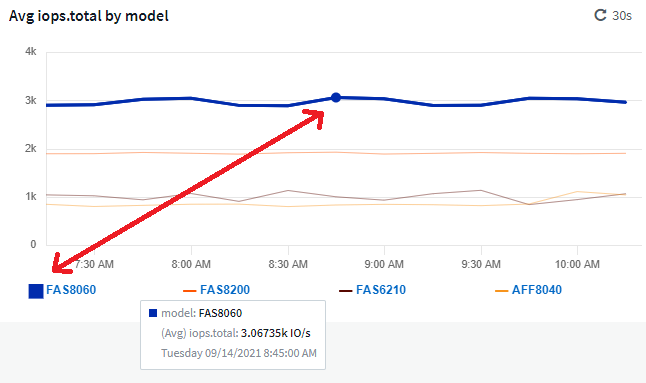 Avg iops.total by model
30s
4k
3k
2k
1k
0
7:30 AM 8:00 AM 8:30 AM 9:00 AM 9:30 AM 10:00 AM
FAS8060 FAS8200 FAS6210 AFF8040
model: FAS8060
(Avg) iops.total: 3.06735k IO/s
Tuesday 09/14/2021 8:45:00 AM